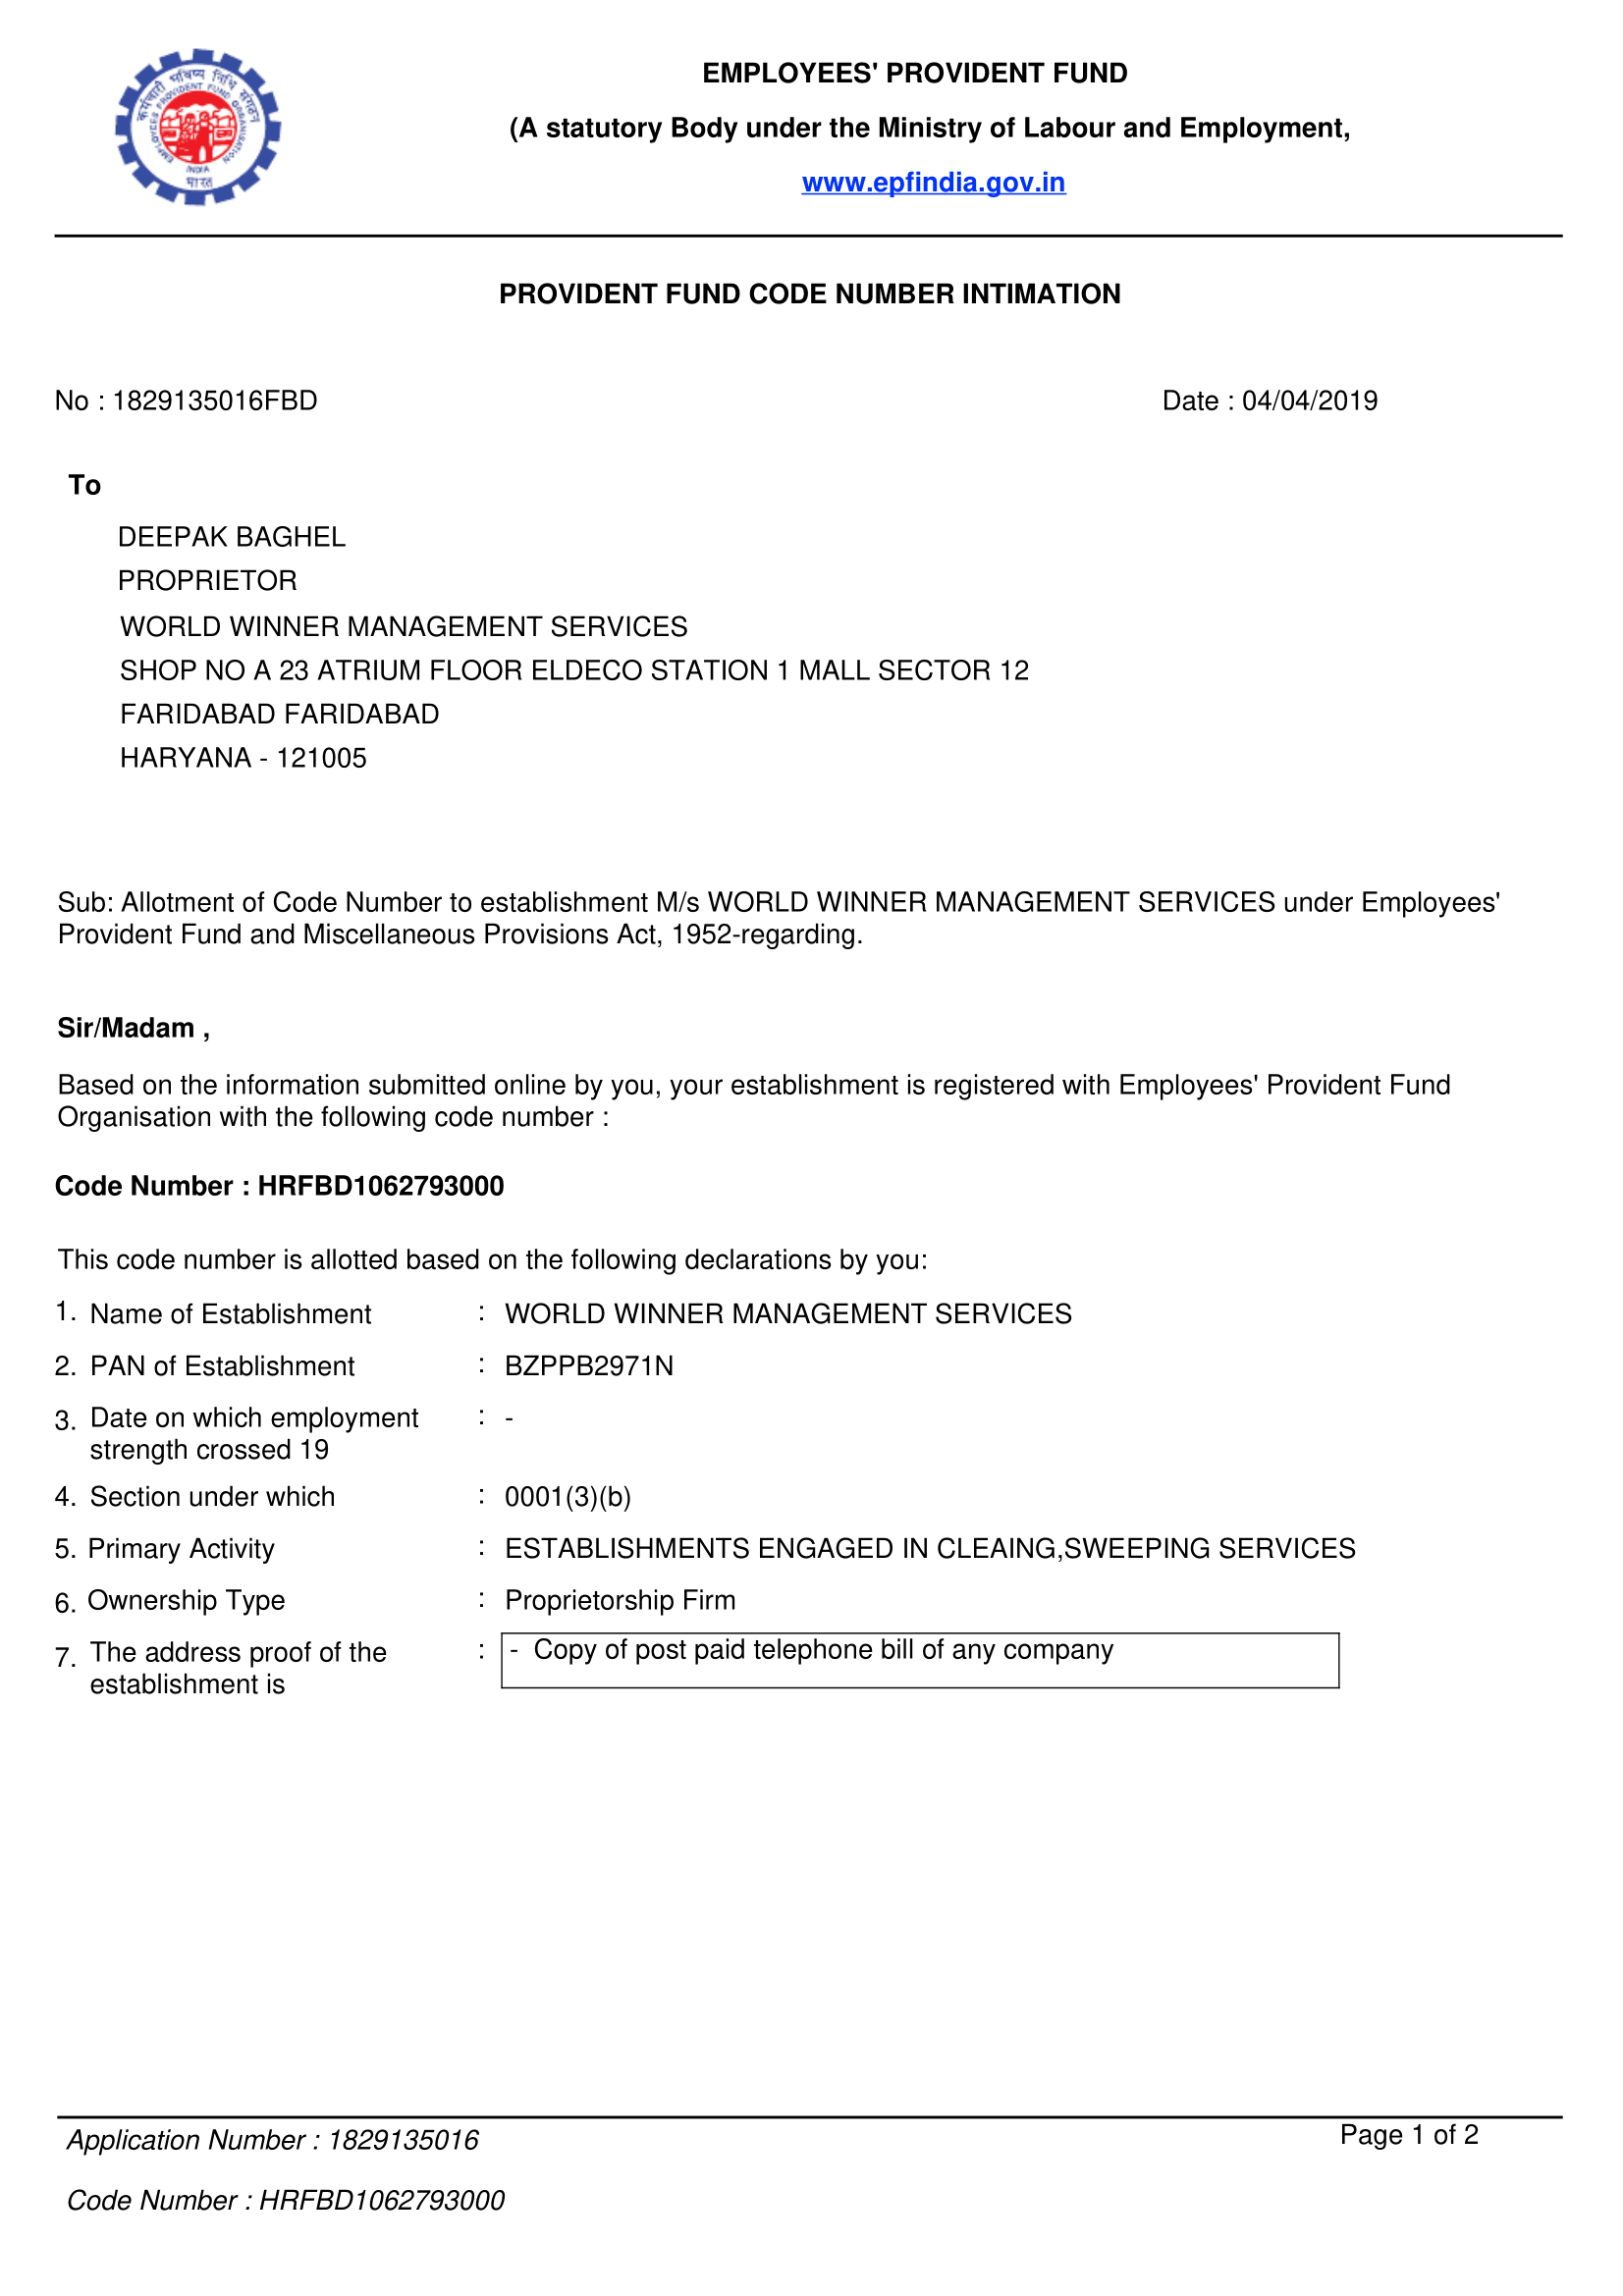 कर्मचारी भविष्य निधि संगठन
EMPLOYEES PROVIDENT FUND ORGANISATION
INDIA
भारत
EMPLOYEES' PROVIDENT FUND
(A statutory Body under the Ministry of Labour and Employment,
www.epfindia.gov.in
PROVIDENT FUND CODE NUMBER INTIMATION
No : 1829135016FBD Date : 04/04/2019
To
DEEPAK BAGHEL
PROPRIETOR
WORLD WINNER MANAGEMENT SERVICES
SHOP NO A 23 ATRIUM FLOOR ELDECO STATION 1 MALL SECTOR 12
FARIDABAD FARIDABAD
HARYANA - 121005
Sub: Allotment of Code Number to establishment M/s WORLD WINNER MANAGEMENT SERVICES under Employees'
Provident Fund and Miscellaneous Provisions Act, 1952-regarding.
Sir/Madam ,
Based on the information submitted online by you, your establishment is registered with Employees' Provident Fund
Organisation with the following code number :
Code Number : HRFBD1062793000
This code number is allotted based on the following declarations by you:
1. Name of Establishment : WORLD WINNER MANAGEMENT SERVICES
2. PAN of Establishment : BZPPB2971N
3. Date on which employment : -
strength crossed 19
4. Section under which : 0001(3)(b)
5. Primary Activity : ESTABLISHMENTS ENGAGED IN CLEAING,SWEEPING SERVICES
6. Ownership Type : Proprietorship Firm
7. The address proof of the : - Copy of post paid telephone bill of any company
establishment is
Application Number : 1829135016 Page 1 of 2
Code Number : HRFBD1062793000